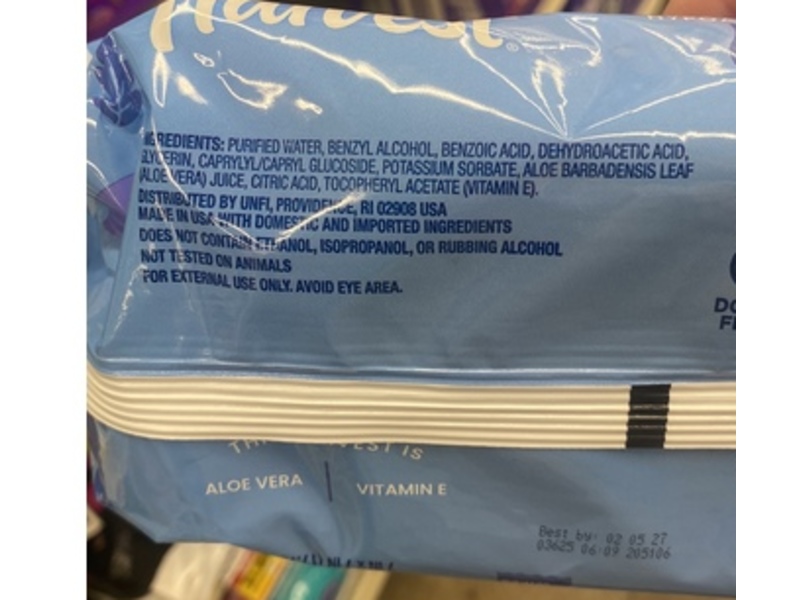 Harvest®
INGREDIENTS: PURIFIED WATER, BENZYL ALCOHOL, BENZOIC ACID, DEHYDROACETIC ACID,
GLYCERIN, CAPRYLYL/CAPRYL GLUCOSIDE, POTASSIUM SORBATE, ALOE BARBADENSIS LEAF
(ALOE VERA) JUICE, CITRIC ACID, TOCOPHERYL ACETATE (VITAMIN E).
DISTRIBUTED BY UNFI, PROVIDENCE, RI 02908 USA
MADE IN USA WITH DOMESTIC AND IMPORTED INGREDIENTS
DOES NOT CONTAIN ETHANOL, ISOPROPANOL, OR RUBBING ALCOHOL
NOT TESTED ON ANIMALS
FOR EXTERNAL USE ONLY. AVOID EYE AREA.
IS
ALOE VERA | VITAMIN E
Best by: 02 05 27
03625 06:09 205106